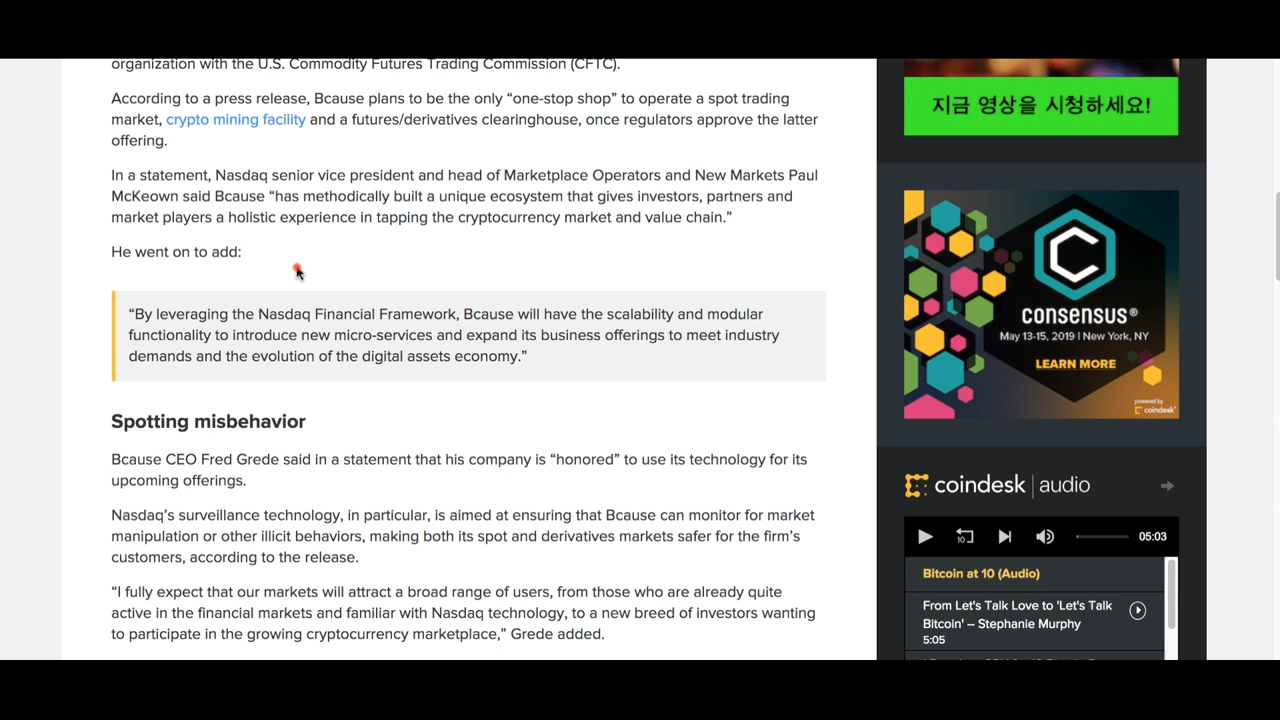 organization with the U.S. Commodity Futures Trading Commission (CFTC).
According to a press release, Bcause plans to be the only “one-stop shop” to operate a spot trading
market, crypto mining facility and a futures/derivatives clearinghouse, once regulators approve the latter
offering.
In a statement, Nasdaq senior vice president and head of Marketplace Operators and New Markets Paul
McKeown said Bcause “has methodically built a unique ecosystem that gives investors, partners and
market players a holistic experience in tapping the cryptocurrency market and value chain.”
He went on to add:
“By leveraging the Nasdaq Financial Framework, Bcause will have the scalability and modular
functionality to introduce new micro-services and expand its business offerings to meet industry
demands and the evolution of the digital assets economy.”
Spotting misbehavior
Bcause CEO Fred Grede said in a statement that his company is “honored” to use its technology for its
upcoming offerings.
Nasdaq’s surveillance technology, in particular, is aimed at ensuring that Bcause can monitor for market
manipulation or other illicit behaviors, making both its spot and derivatives markets safer for the firm’s
customers, according to the release.
“I fully expect that our markets will attract a broad range of users, from those who are already quite
active in the financial markets and familiar with Nasdaq technology, to a new breed of investors wanting
to participate in the growing cryptocurrency marketplace,” Grede added.
지금 영상을 시청하세요!
CONSENSUS®
May 13-15, 2019 | New York, NY
LEARN MORE
powered by
coindesk
coindesk | audio
10
05:03
Bitcoin at 10 (Audio)
From Let's Talk Love to 'Let's Talk
Bitcoin' – Stephanie Murphy
5:05